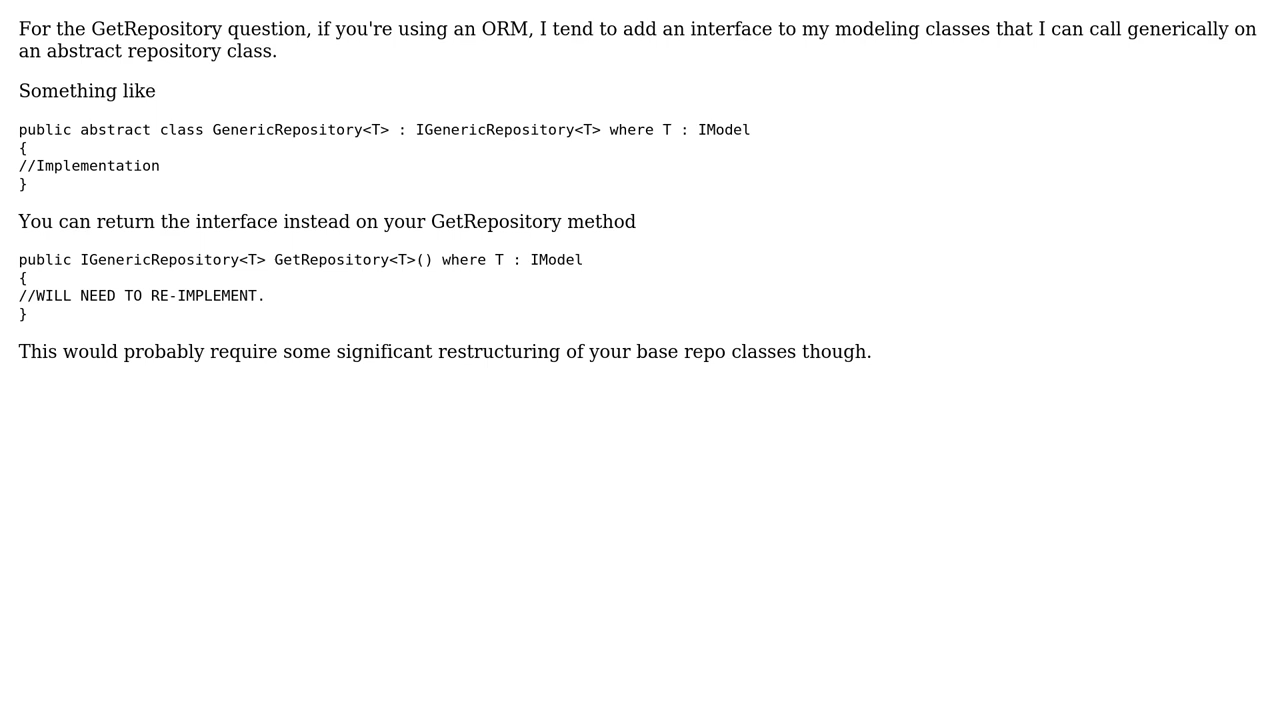 For the GetRepository question, if you're using an ORM, I tend to add an interface to my modeling classes that I can call generically on
an abstract repository class.
Something like
public abstract class GenericRepository<T> : IGenericRepository<T> where T : IModel
{
//Implementation
}
You can return the interface instead on your GetRepository method
public IGenericRepository<T> GetRepository<T>() where T : IModel
{
//WILL NEED TO RE-IMPLEMENT.
}
This would probably require some significant restructuring of your base repo classes though.